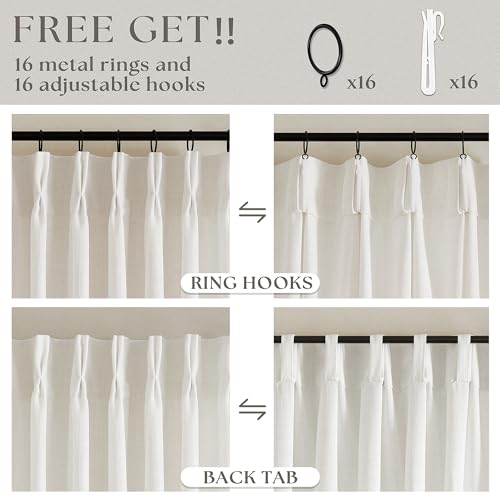 FREE GET!!
16 metal rings and
16 adjustable hooks
x16
x16
RING HOOKS
BACK TAB